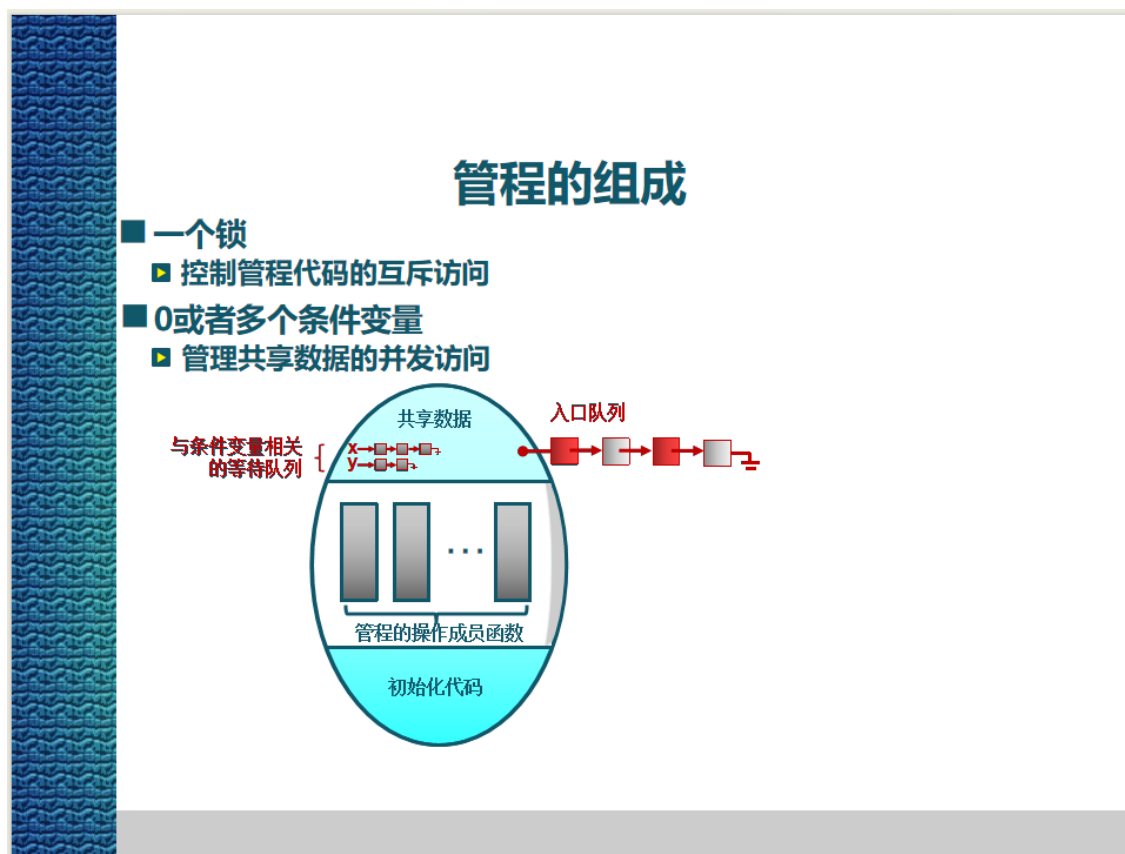 管程的组成
一个锁
控制管程代码的互斥访问
0或者多个条件变量
管理共享数据的并发访问
共享数据
入口队列
与条件变量相关
的等待队列
x
y
...
管程的操作成员函数
初始化代码